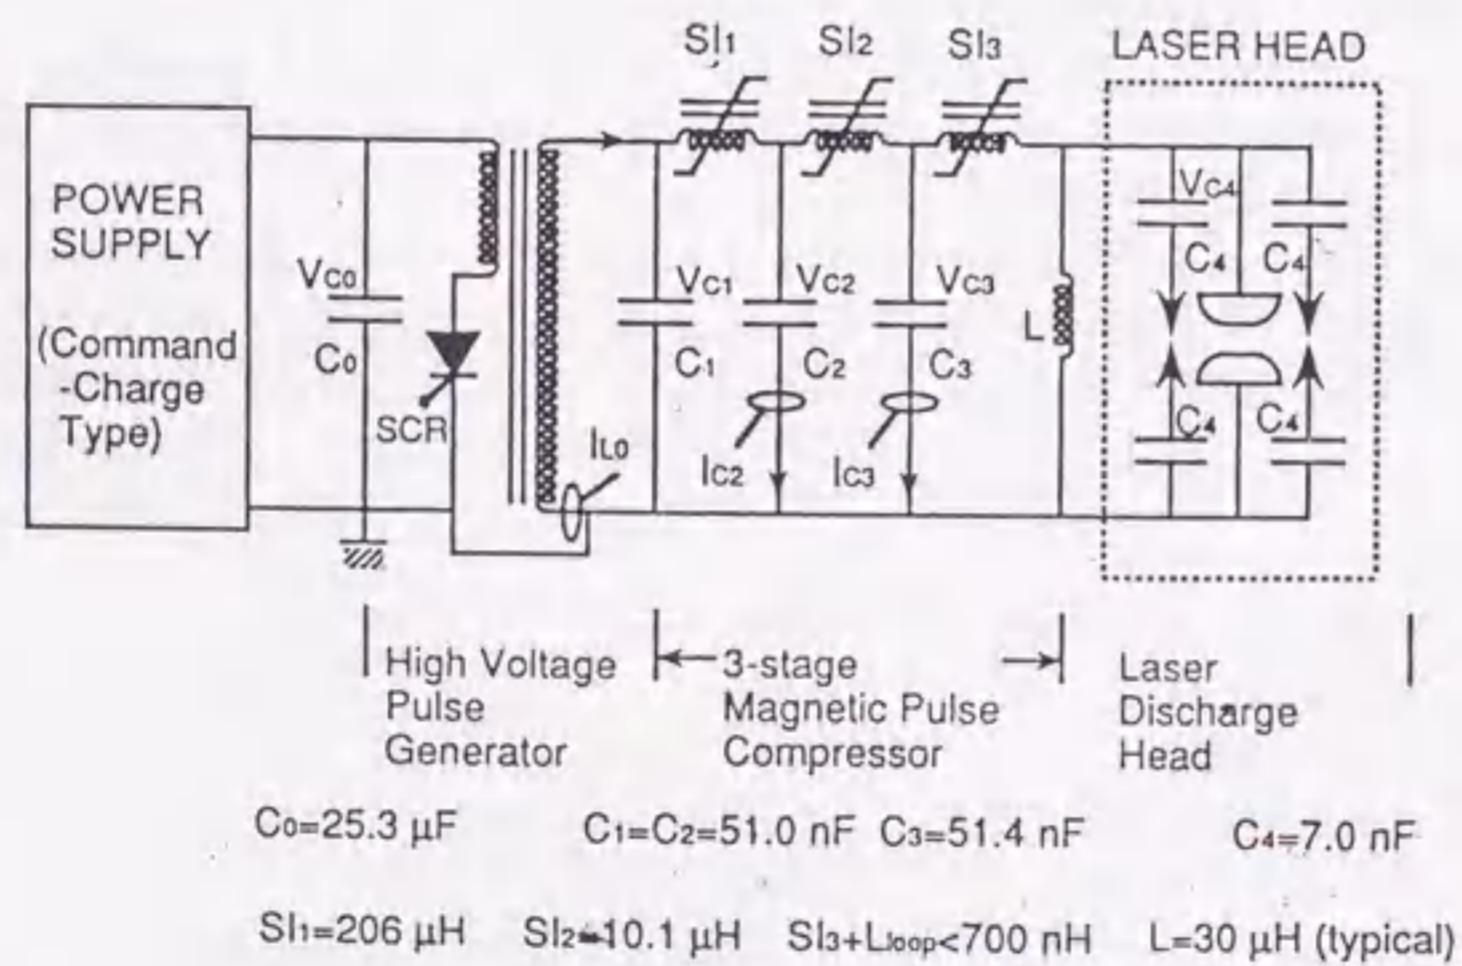 SI1 SI2 SI3 LASER HEAD
POWER
SUPPLY
(Command
-Charge
Type)
VC0
C0
SCR
IL0
VC1
C1
VC2
C2
IC2
VC3
C3
IC3
L
VC4
C4 C4
C4 C4
High Voltage
Pulse
Generator
3-stage
Magnetic Pulse
Compressor
Laser
Discharge
Head
C0=25.3 μF C1=C2=51.0 nF C3=51.4 nF C4=7.0 nF
SI1=206 μH SI2=10.1 μH SI3+Lloop<700 nH L=30 μH (typical)